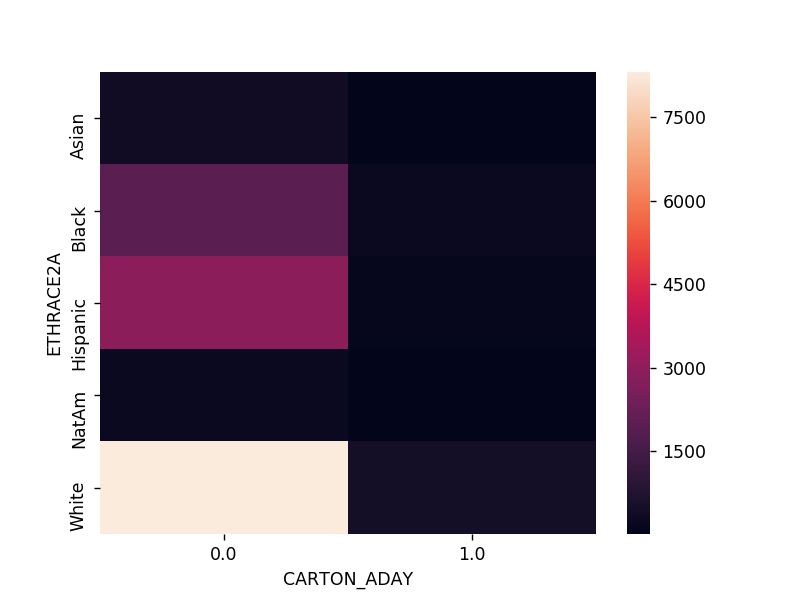 ETHRACE2A
Asian
Black
Hispanic
NatAm
White
0.0
1.0
CARTON_ADAY
7500
6000
4500
3000
1500